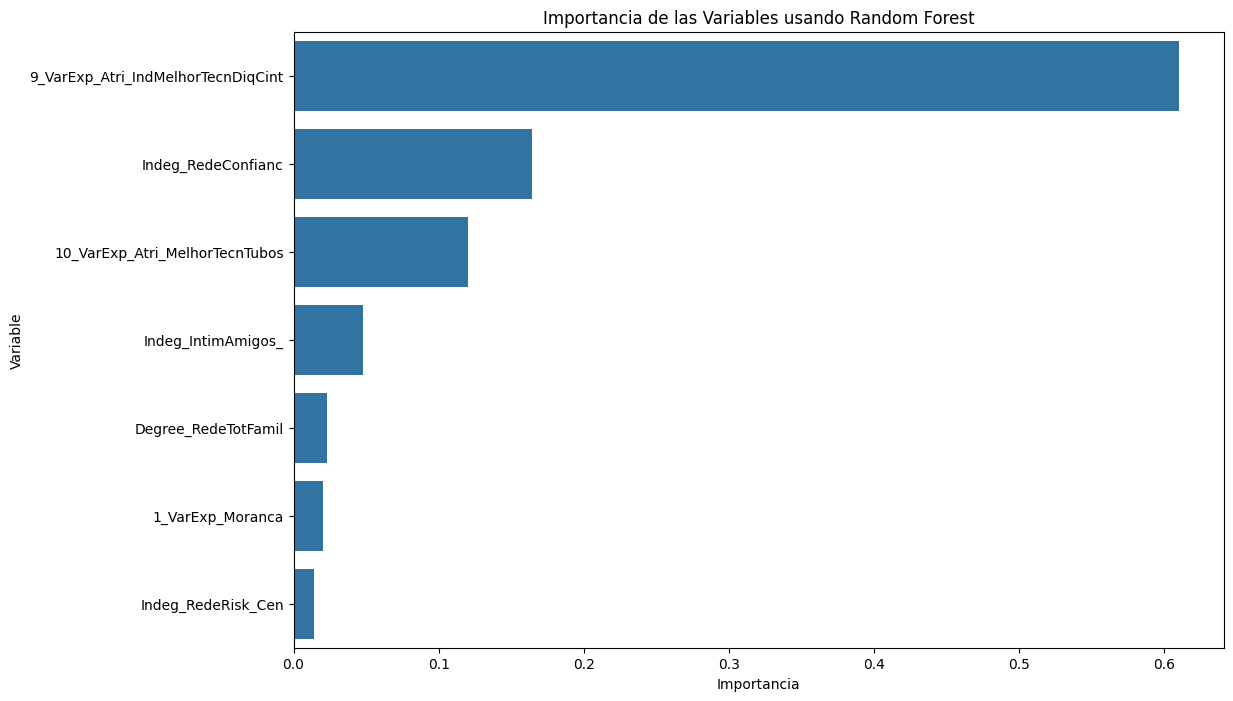 Importancia de las Variables usando Random Forest
9_VarExp_Atri_IndMelhorTecnDiqCint
Indeg_RedeConfianc
10_VarExp_Atri_MelhorTecnTubos
Indeg_IntimAmigos_
Degree_RedeTotFamil
1_VarExp_Moranca
Indeg_RedeRisk_Cen
Variable
0.0 0.1 0.2 0.3 0.4 0.5 0.6
Importancia